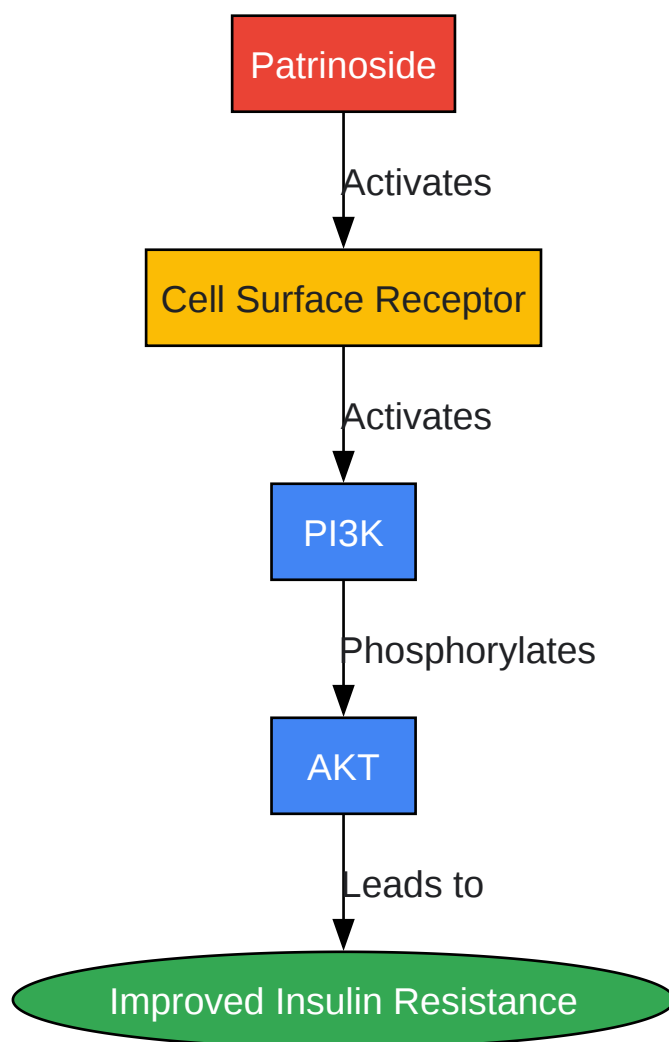 Patrinoside
Activates
Cell Surface Receptor
Activates
PI3K
Phosphorylates
AKT
Leads to
Improved Insulin Resistance